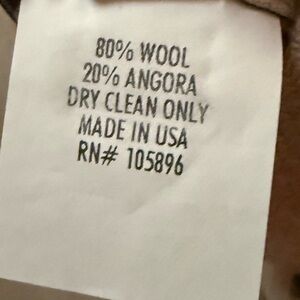 80% WOOL
20% ANGORA
DRY CLEAN ONLY
MADE IN USA
RN# 105896